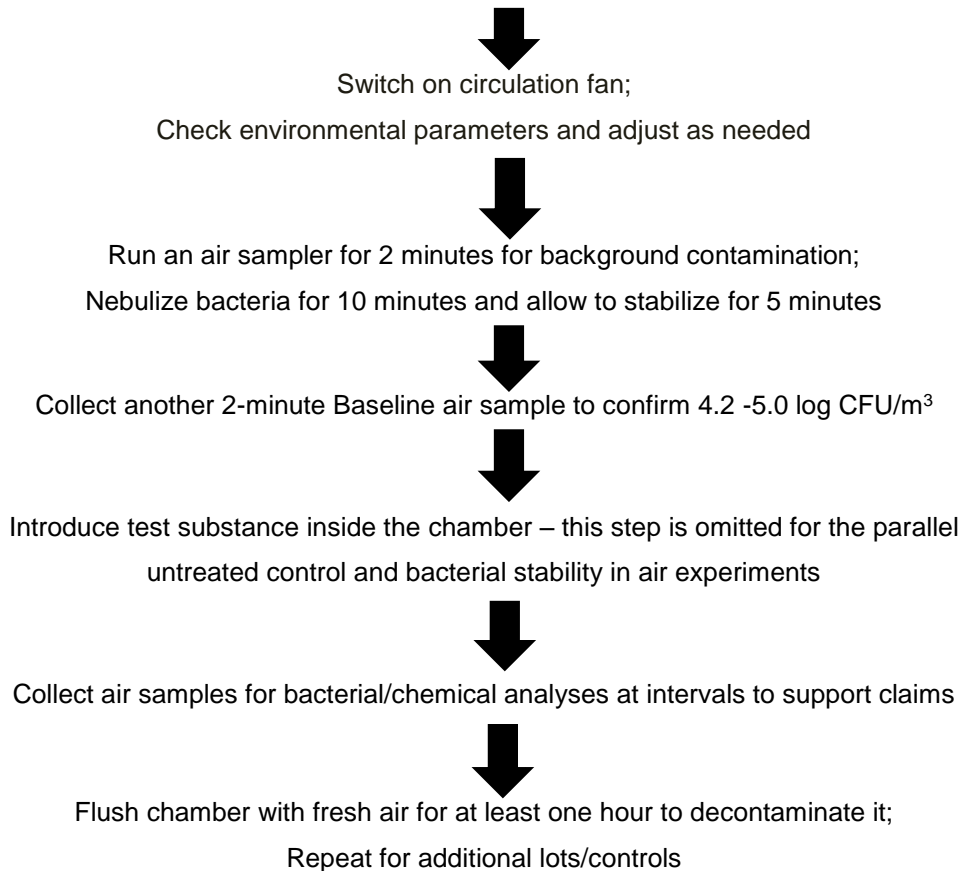 Switch on circulation fan;
Check environmental parameters and adjust as needed
Run an air sampler for 2 minutes for background contamination;
Nebulize bacteria for 10 minutes and allow to stabilize for 5 minutes
Collect another 2-minute Baseline air sample to confirm 4.2 -5.0 log CFU/m³
Introduce test substance inside the chamber – this step is omitted for the parallel
untreated control and bacterial stability in air experiments
Collect air samples for bacterial/chemical analyses at intervals to support claims
Flush chamber with fresh air for at least one hour to decontaminate it;
Repeat for additional lots/controls